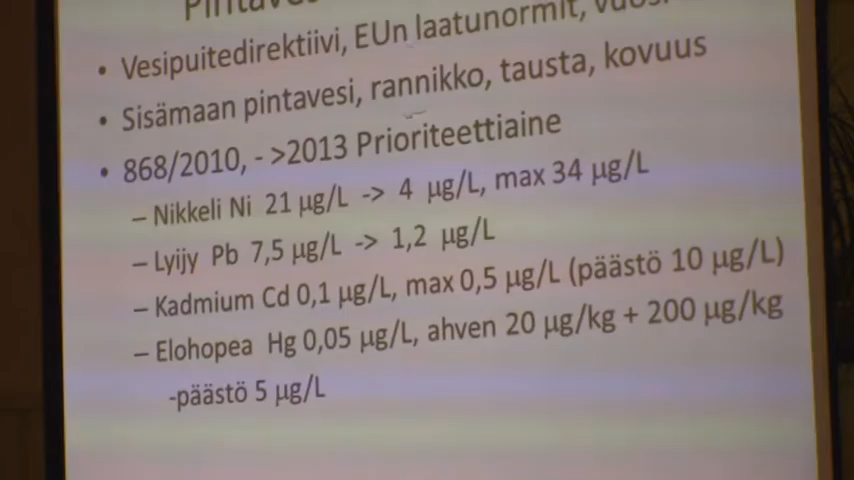 • Vesipuitedirektiivi, EUn laatunormit,
• Sisämaan pintavesi, rannikko, tausta, kovuus
• 868/2010, - >2013 Prioriteettiaine
– Nikkeli Ni 21 µg/L -> 4 µg/L, max 34 µg/L
– Lyijy Pb 7,5 µg/L -> 1,2 µg/L
– Kadmium Cd 0,1 µg/L, max 0,5 µg/L (päästö 10 µg/L)
– Elohopea Hg 0,05 µg/L, ahven 20 µg/kg + 200 µg/kg
-päästö 5 µg/L